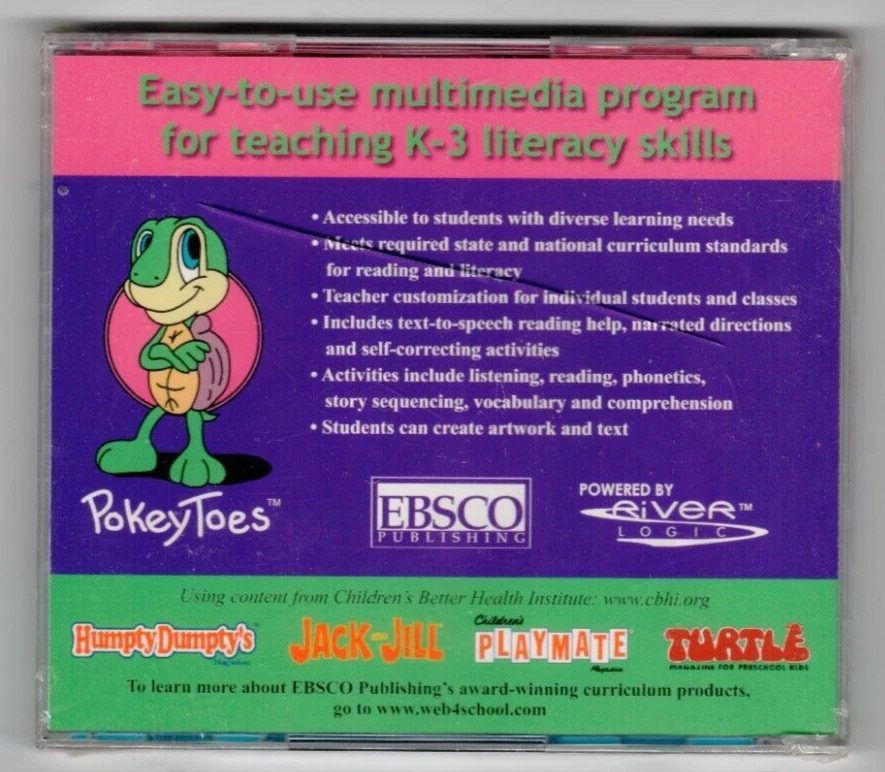 Easy-to-use multimedia program
for teaching K-3 literacy skills
• Accessible to students with diverse learning needs
• Meets required state and national curriculum standards
for reading and literacy
• Teacher customization for individual students and classes
• Includes text-to-speech reading help, narrated directions
and self-correcting activities
• Activities include listening, reading, phonetics,
story sequencing, vocabulary and comprehension
• Students can create artwork and text
PokeyToes™
EBSCO
PUBLISHING
POWERED BY
RiVER™
LOGIC
Using content from Children's Better Health Institute: www.cbhi.org
Humpty Dumpty's
Magazine
JACK AND JILL
Children's
PLAYMATE
Magazine
TURTLE
MAGAZINE FOR PRESCHOOL KIDS
To learn more about EBSCO Publishing's award-winning curriculum products,
go to www.web4school.com